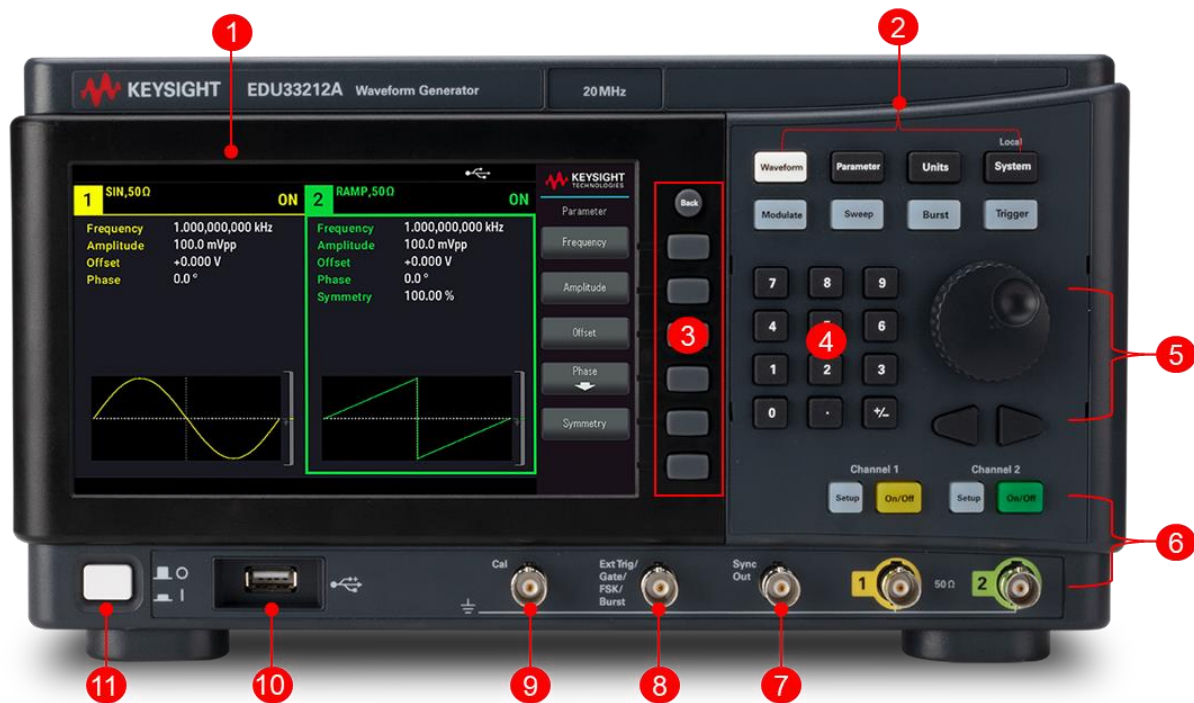 1
2
KEYSIGHT EDU33212A Waveform Generator 20 MHz
1 SIN,50Ω ON
Frequency 1.000,000,000 kHz
Amplitude 100.0 mVpp
Offset +0.000 V
Phase 0.0 °
2 RAMP,50Ω ON
Frequency 1.000,000,000 kHz
Amplitude 100.0 mVpp
Offset +0.000 V
Phase 0.0 °
Symmetry 100.00 %
KEYSIGHT
TECHNOLOGIES
Parameter
Frequency
Amplitude
Offset
Phase
Symmetry
Back
3
Local
Waveform Parameter Units System
Modulate Sweep Burst Trigger
7 8 9
4 6
4
1 2 3
0 . +/−
5
Channel 1 Channel 2
Setup On/Off Setup On/Off
6
Cal
Ext Trig/
Gate/
FSK/
Burst
Sync
Out
1 50 Ω 2
11
10
9
8
7